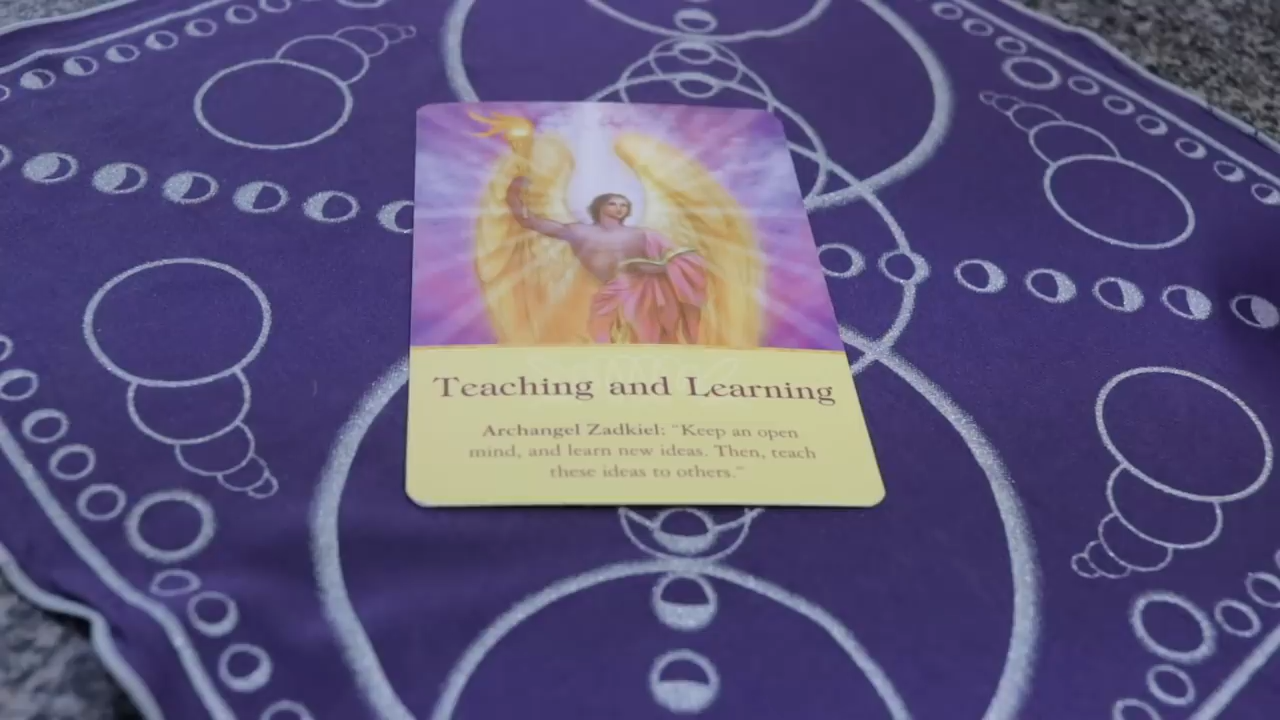 Teaching and Learning
Archangel Zadkiel: "Keep an open
mind, and learn new ideas. Then, teach
these ideas to others."